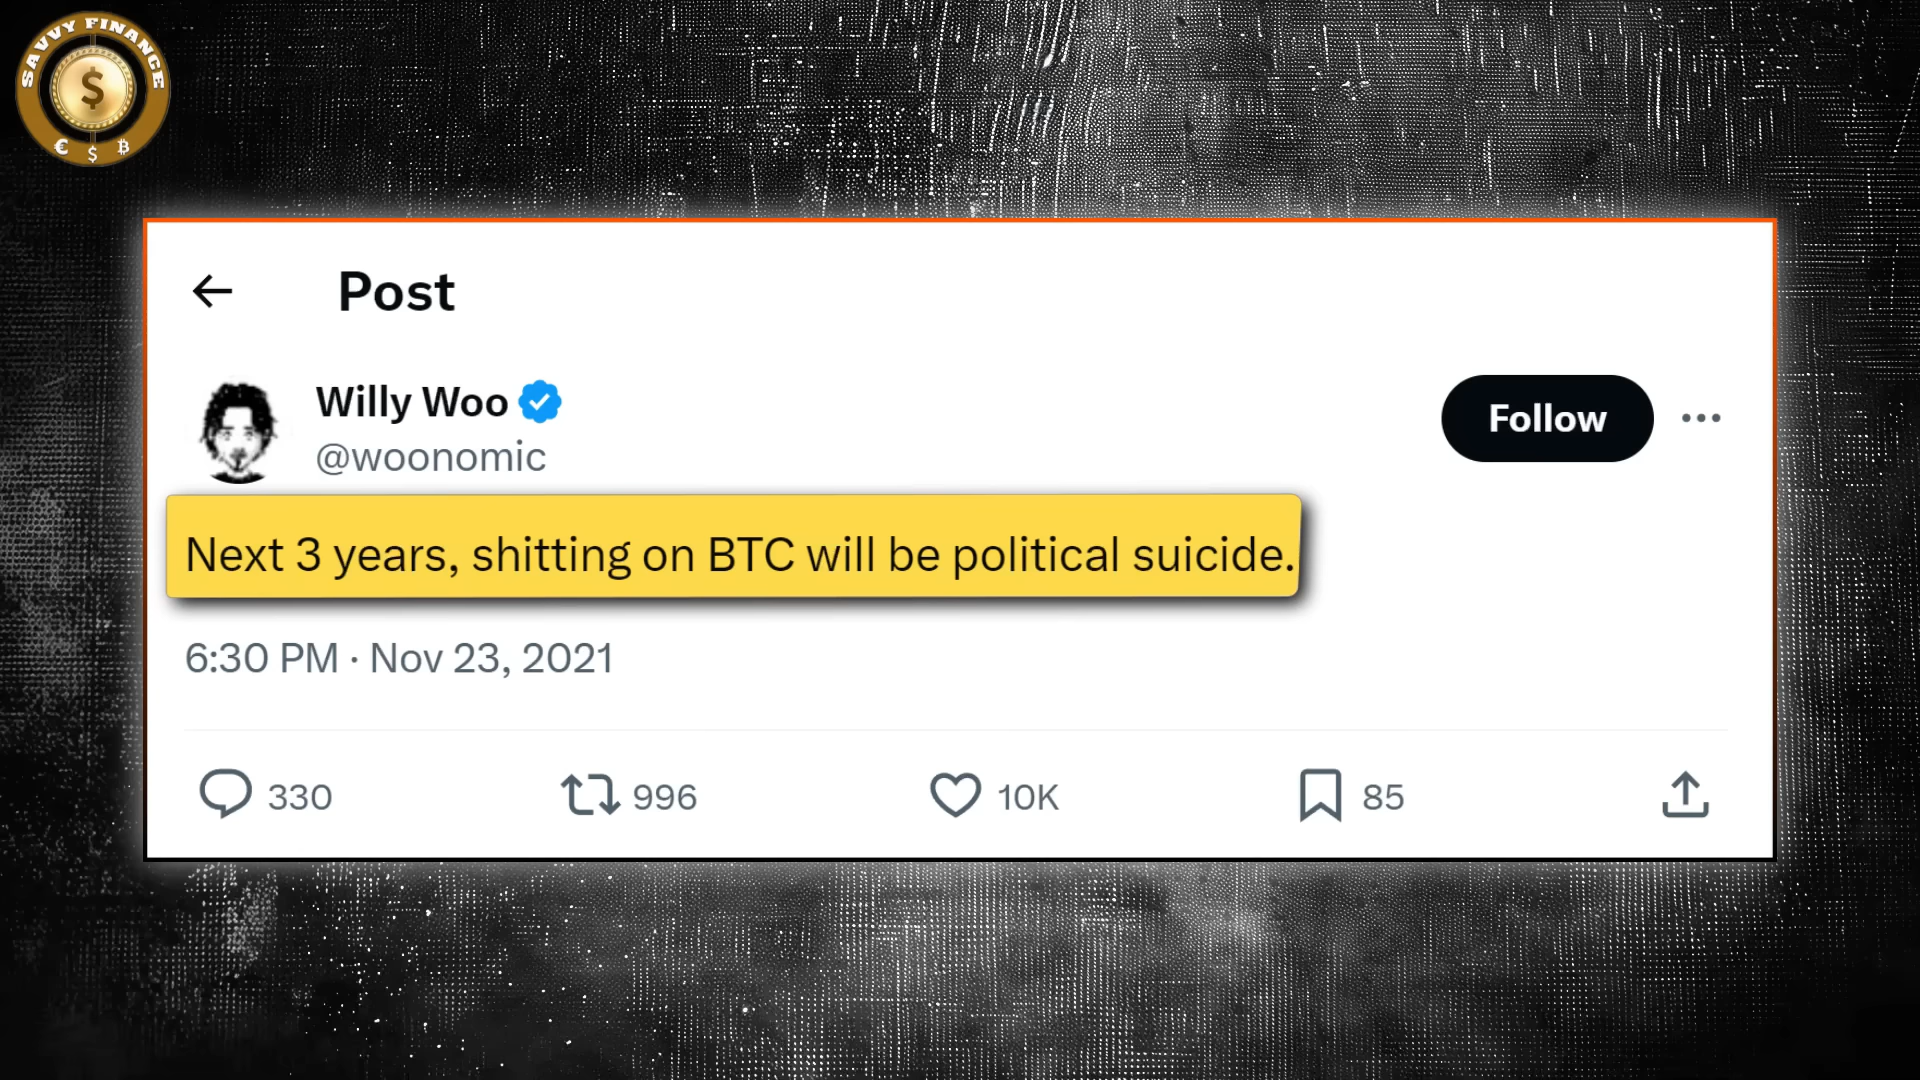 SAVVY FINANCE
$
€ $ ₿
Post
Willy Woo
@woonomic
Follow
Next 3 years, shitting on BTC will be political suicide.
6:30 PM · Nov 23, 2021
330 996 10K 85